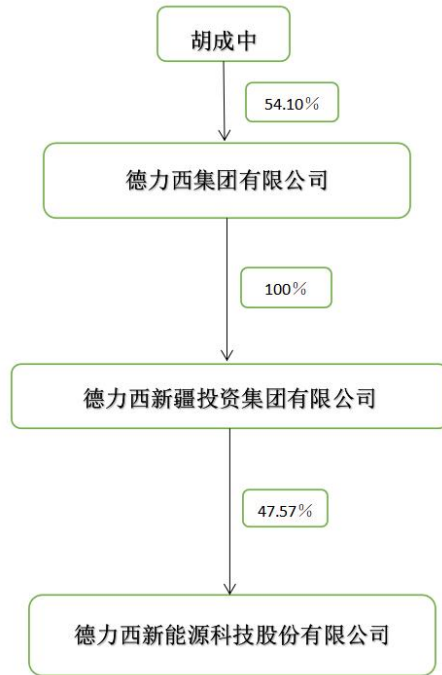 胡成中
54.10%
德力西集团有限公司
100%
德力西新疆投资集团有限公司
47.57%
德力西新能源科技股份有限公司